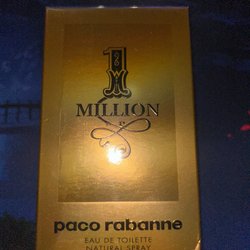 1
MILLION
paco rabanne
EAU DE TOILETTE
NATURAL SPRAY